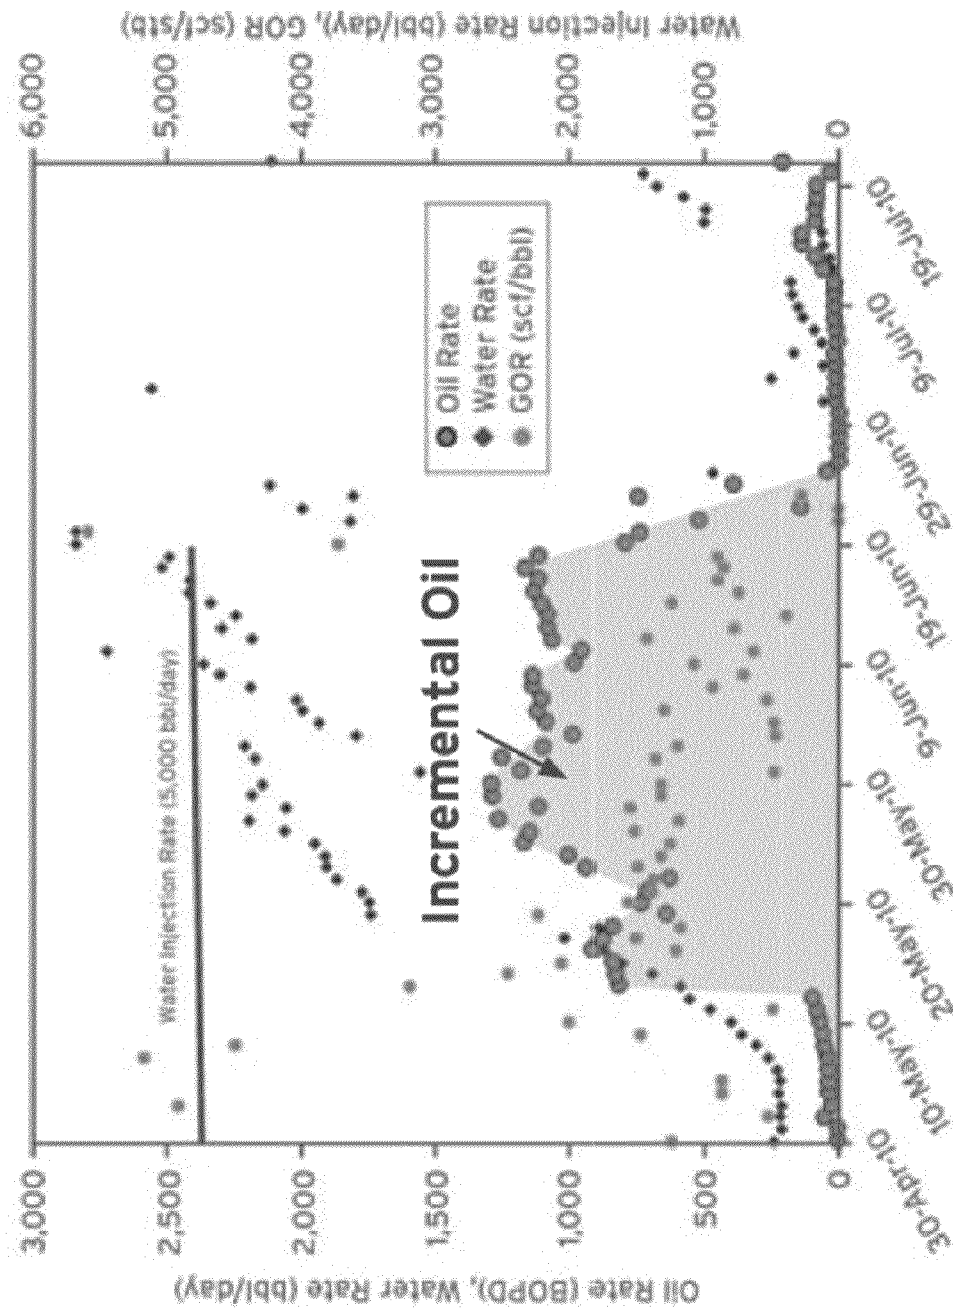 Oil Rate (BOPD), Water Rate (bbl/day)
3,000
2,500
2,000
1,500
1,000
500
0
Water Injection Rate (5,000 bbl/day)
Incremental Oil
Oil Rate
Water Rate
GOR (scf/bbl)
6,000
5,000
4,000
3,000
2,000
1,000
0
Water Injection Rate (bbl/day), GOR (scf/stb)
30-Apr-10
10-May-10
20-May-10
30-May-10
9-Jun-10
19-Jun-10
29-Jun-10
9-Jul-10
19-Jul-10